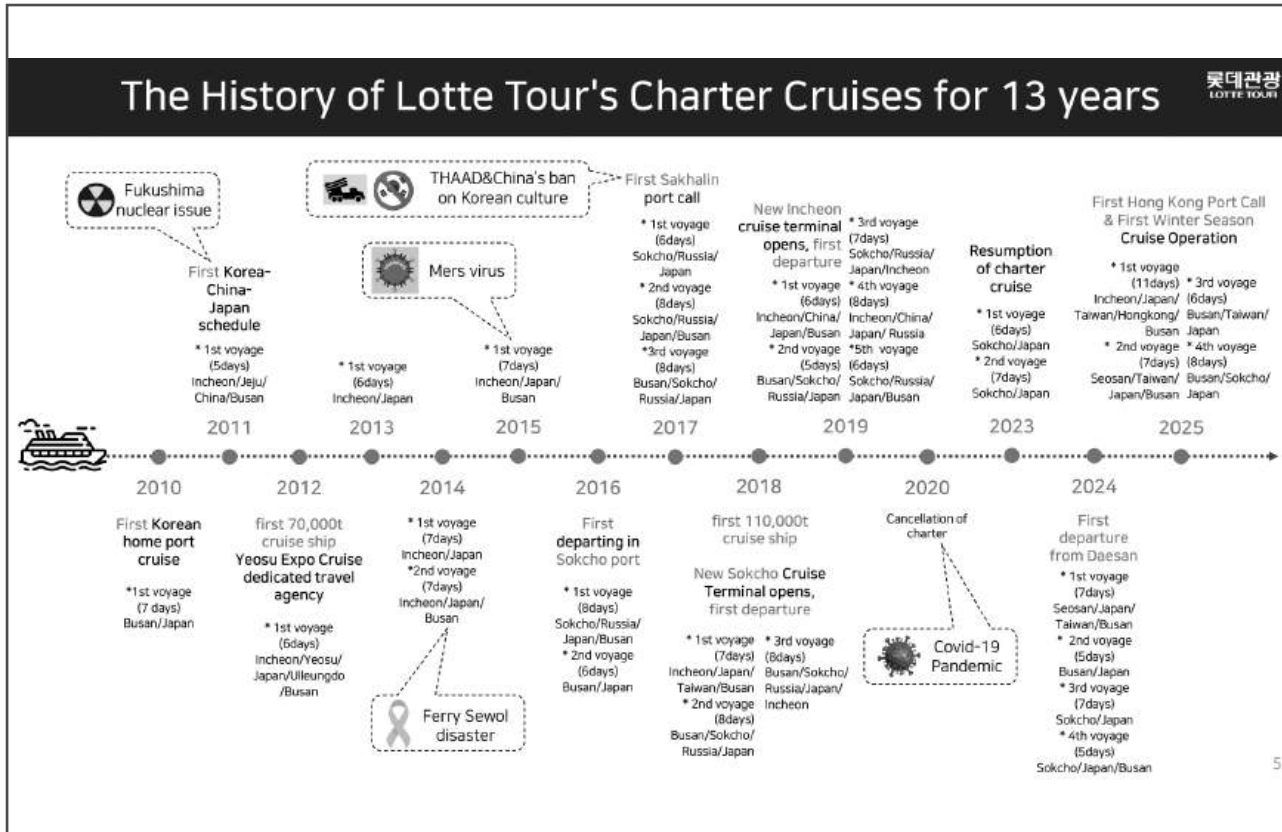 The History of Lotte Tour's Charter Cruises for 13 years
롯데관광
LOTTE TOUR
Fukushima
nuclear issue
First Korea-
China-
Japan
schedule
* 1st voyage
(5days)
Incheon/Jeju/
China/Busan
2011
* 1st voyage
(6days)
Incheon/Japan
2013
THAAD&China's ban
on Korean culture
Mers virus
* 1st voyage
(7days)
Incheon/Japan/
Busan
2015
First Sakhalin
port call
* 1st voyage
(6days)
Sokcho/Russia/
Japan
* 2nd voyage
(8days)
Sokcho/Russia/
Japan/Busan
*3rd voyage
(8days)
Busan/Sokcho/
Russia/Japan
2017
New Incheon
cruise terminal
opens, first
departure
* 1st voyage
(6days)
Incheon/China/
Japan/Busan
* 2nd voyage
(5days)
Busan/Sokcho/
Russia/Japan
* 3rd voyage
(7days)
Sokcho/Russia/
Japan/Incheon
* 4th voyage
(8days)
Incheon/China/
Japan/ Russia
*5th voyage
(6days)
Sokcho/Russia/
Japan/Busan
2019
Resumption
of charter
cruise
* 1st voyage
(6days)
Sokcho/Japan
* 2nd voyage
(7days)
Sokcho/Japan
2023
First Hong Kong Port Call
& First Winter Season
Cruise Operation
* 1st voyage
(11days)
Incheon/Japan/
Taiwan/Hongkong/
Busan
* 2nd voyage
(7days)
Seosan/Taiwan/
Japan/Busan
* 3rd voyage
(6days)
Busan/Taiwan/
Japan
* 4th voyage
(8days)
Busan/Sokcho/
Japan
2025
2010
First Korean
home port
cruise
*1st voyage
(7 days)
Busan/Japan
2012
first 70,000t
cruise ship
Yeosu Expo Cruise
dedicated travel
agency
* 1st voyage
(6days)
Incheon/Yeosu/
Japan/Ulleungdo
/Busan
2014
* 1st voyage
(7days)
Incheon/Japan
*2nd voyage
(7days)
Incheon/Japan/
Busan
Ferry Sewol
disaster
2016
First
departing in
Sokcho port
* 1st voyage
(8days)
Sokcho/Russia/
Japan/Busan
* 2nd voyage
(6days)
Busan/Japan
2018
first 110,000t
cruise ship
New Sokcho Cruise
Terminal opens,
first departure
* 1st voyage
(7days)
Incheon/Japan/
Taiwan/Busan
* 2nd voyage
(8days)
Busan/Sokcho/
Russia/Japan
* 3rd voyage
(8days)
Busan/Sokcho/
Russia/Japan/
Incheon
2020
Cancellation of
charter
Covid-19
Pandemic
2024
First
departure
from Daesan
* 1st voyage
(7days)
Seosan/Japan/
Taiwan/Busan
* 2nd voyage
(5days)
Busan/Japan
* 3rd voyage
(7days)
Sokcho/Japan
* 4th voyage
(5days)
Sokcho/Japan/Busan
5